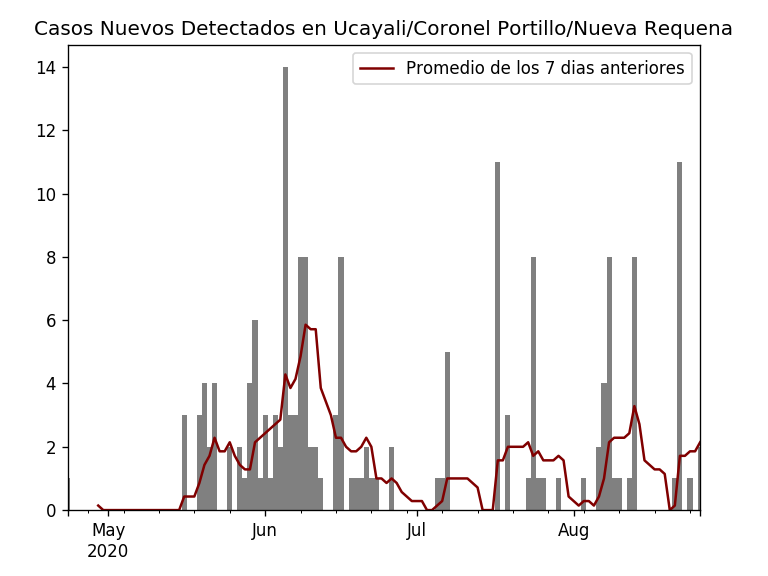 Casos Nuevos Detectados en Ucayali/Coronel Portillo/Nueva Requena
Promedio de los 7 dias anteriores
14
12
10
8
6
4
2
0
May
2020
Jun
Jul
Aug